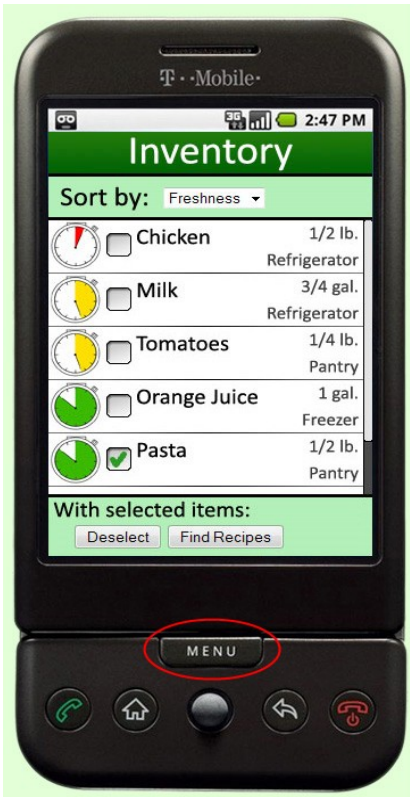 T··Mobile·
3G 2:47 PM
Inventory
Sort by: Freshness
Chicken 1/2 lb.
Refrigerator
Milk 3/4 gal.
Refrigerator
Tomatoes 1/4 lb.
Pantry
Orange Juice 1 gal.
Freezer
Pasta 1/2 lb.
Pantry
With selected items:
Deselect Find Recipes
MENU